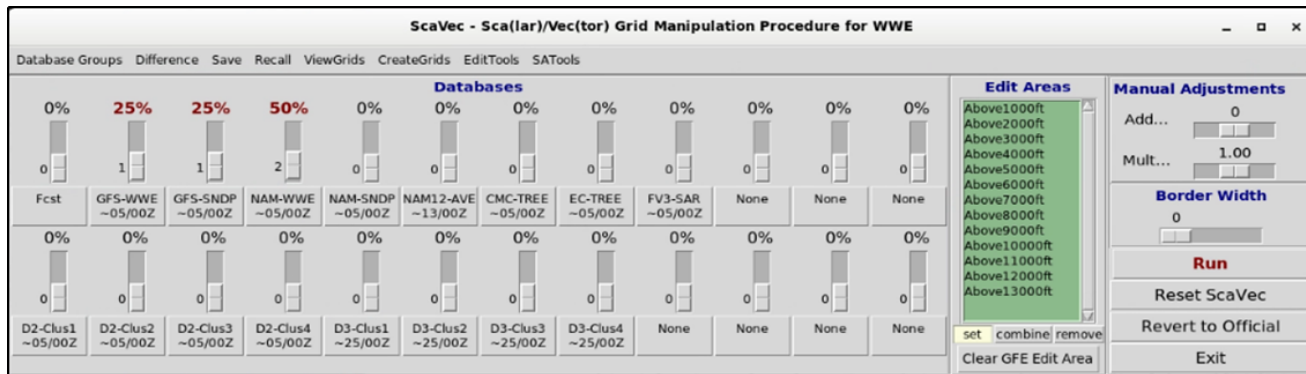 ScaVec - Sca(lar)/Vec(tor) Grid Manipulation Procedure for WWE
Database Groups Difference Save Recall ViewGrids CreateGrids EditTools SATools
Databases
0% 25% 25% 50% 0% 0% 0% 0% 0% 0% 0% 0%
0 1 1 2 0 0 0 0 0 0 0 0
Fcst GFS-WWE GFS-SNDP NAM-WWE NAM-SNDP NAM12-AVE CMC-TREE EC-TREE FV3-SAR None None None
~05/00Z ~05/00Z ~05/00Z ~05/00Z ~13/00Z ~05/00Z ~05/00Z ~05/00Z
0% 0% 0% 0% 0% 0% 0% 0% 0% 0% 0% 0%
0 0 0 0 0 0 0 0 0 0 0 0
D2-Clus1 D2-Clus2 D2-Clus3 D2-Clus4 D3-Clus1 D3-Clus2 D3-Clus3 D3-Clus4 None None None None
~05/00Z ~05/00Z ~05/00Z ~05/00Z ~25/00Z ~25/00Z ~25/00Z ~25/00Z
Edit Areas
Above1000ft
Above2000ft
Above3000ft
Above4000ft
Above5000ft
Above6000ft
Above7000ft
Above8000ft
Above9000ft
Above10000ft
Above11000ft
Above12000ft
Above13000ft
set combine remove
Clear GFE Edit Area
Manual Adjustments
0
Add...
1.00
Mult...
Border Width
0
Run
Reset ScaVec
Revert to Official
Exit